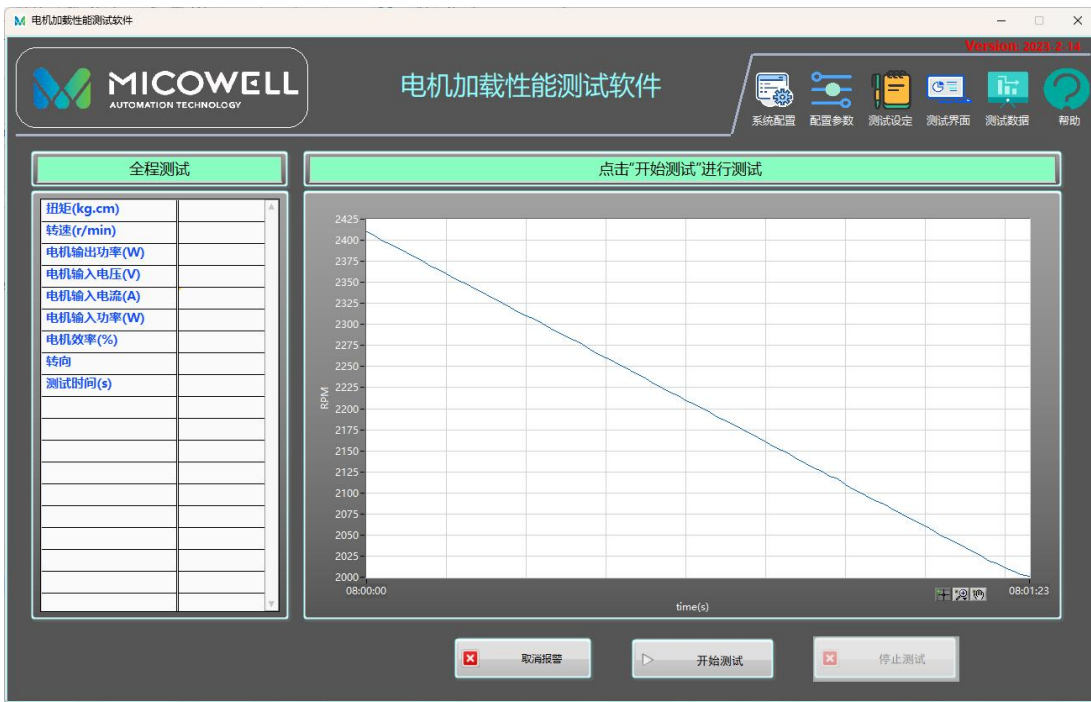 电机加载性能测试软件
Version: 2023.2.14
MICOWELL
AUTOMATION TECHNOLOGY
电机加载性能测试软件
系统配置
配置参数
测试设定
测试界面
测试数据
帮助
全程测试
点击"开始测试"进行测试
扭矩(kg.cm)
转速(r/min)
电机输出功率(W)
电机输入电压(V)
电机输入电流(A)
电机输入功率(W)
电机效率(%)
转向
测试时间(s)
2425
2400
2375
2350
2325
2300
2275
2250
2225
2200
2175
2150
2125
2100
2075
2050
2025
2000
RPM
08:00:00
08:01:23
time(s)
取消报警
开始测试
停止测试